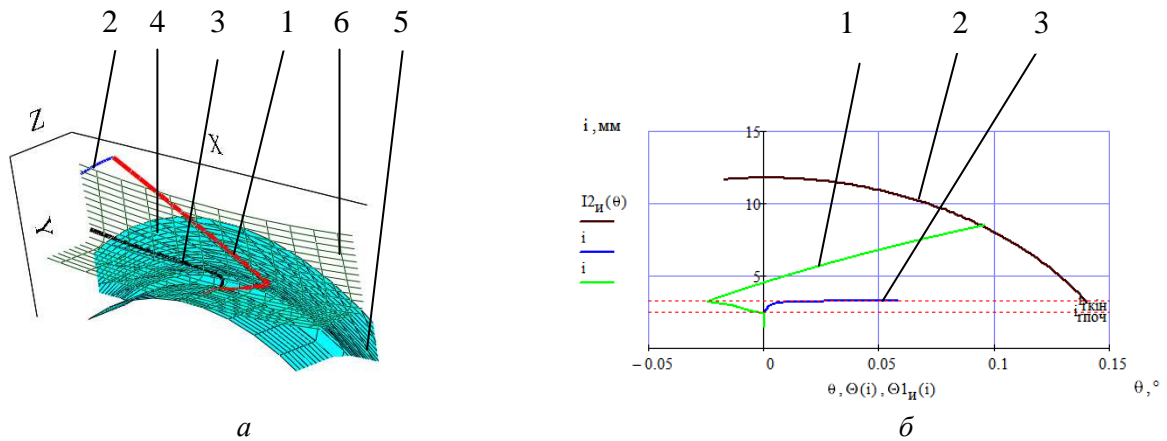 2 4 3 1 6 5
Z
X
Y
а
1 2 3
i , мм
15
I2и(θ)
10
i
i
5
iткін
iтпоч
−0.05 0 0.05 0.1 0.15
θ , Θ(i) , Θ1и(i)
θ , °
б